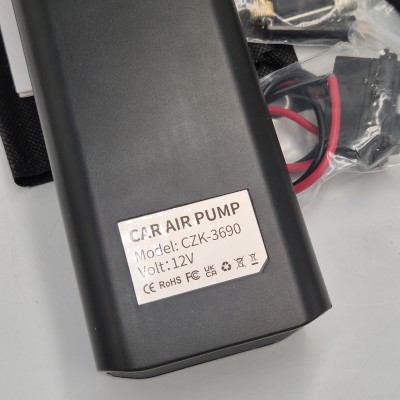 CAR AIR PUMP
Model: CZK-3690
Volt: 12V
CE RoHS FC UK CA